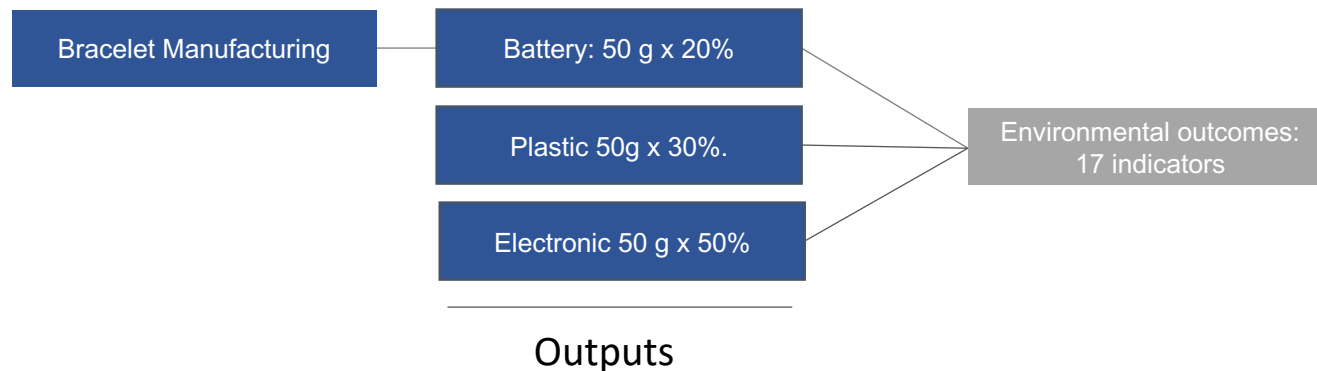 Bracelet Manufacturing
Battery: 50 g x 20%
Plastic 50g x 30%.
Electronic 50 g x 50%
Environmental outcomes:
17 indicators
Outputs